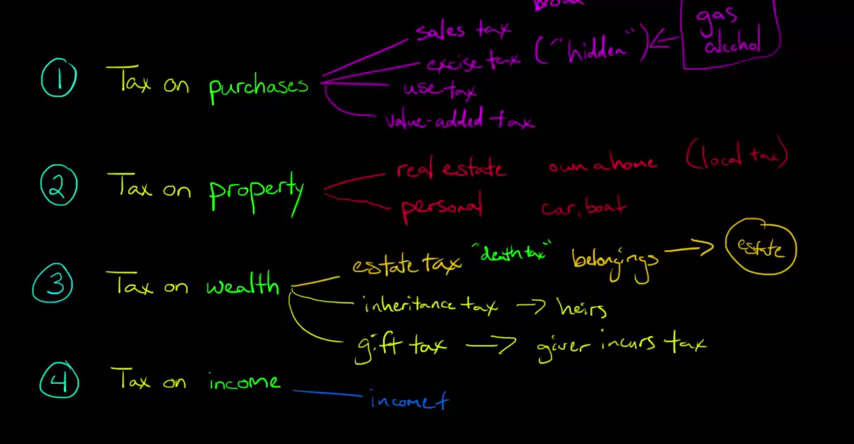 gas
sales tax
alcohol
① Tax on purchases
excise tax ("hidden")
use tax
value-added tax
② Tax on property
real estate own a home (local tax)
personal car, boat
③ Tax on wealth
estate tax "death tax" belongings → estate
inheritance tax → heirs
gift tax → giver incurs tax
④ Tax on income
incomet